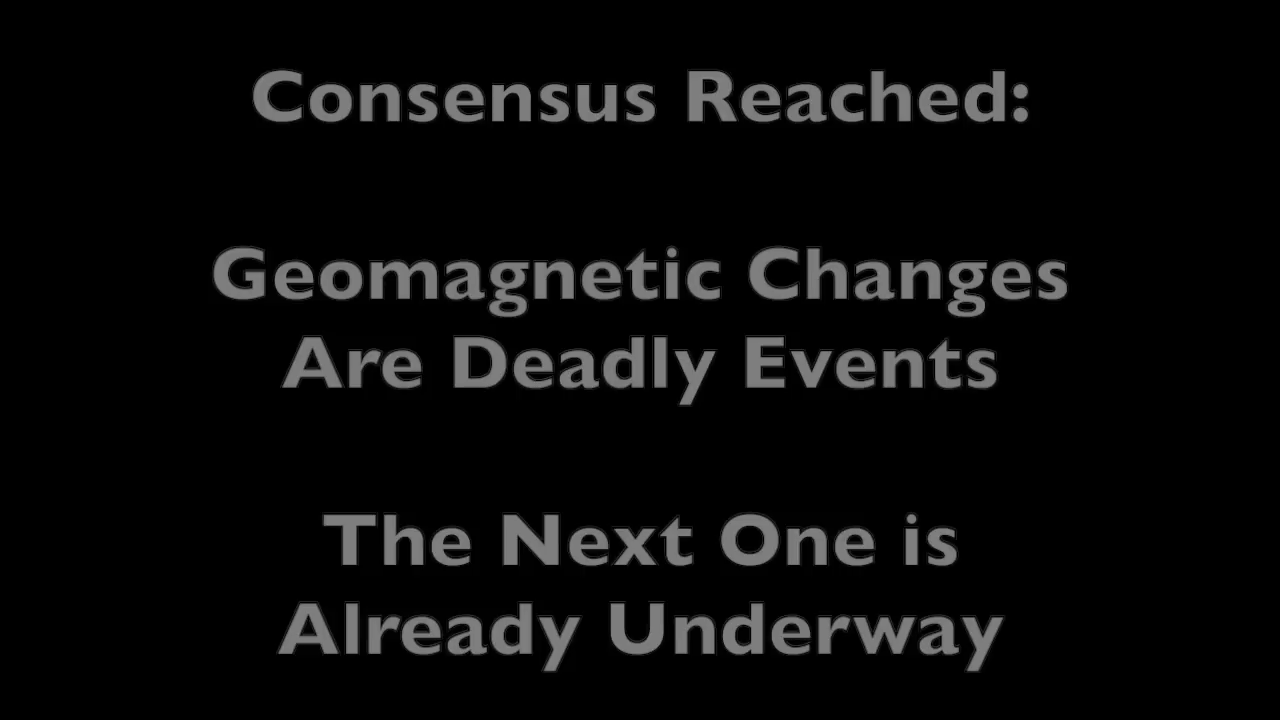 Consensus Reached:
Geomagnetic Changes
Are Deadly Events
The Next One is
Already Underway